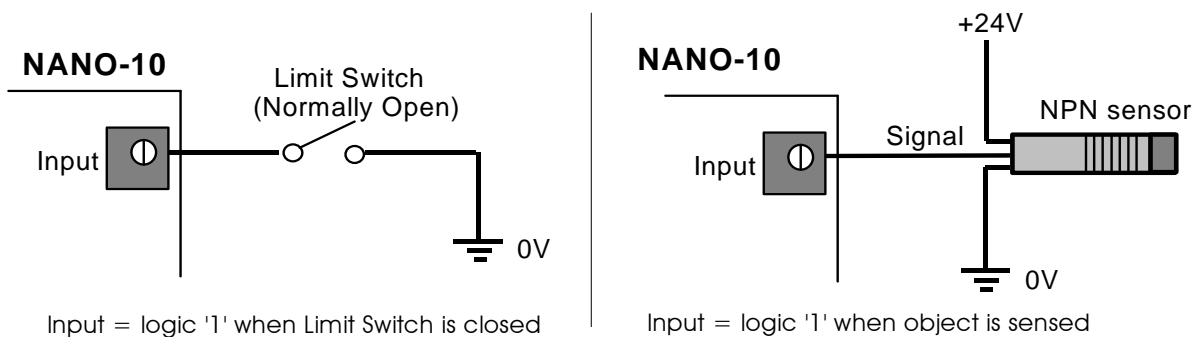 NANO-10
Limit Switch
(Normally Open)
Input
0V
Input = logic '1' when Limit Switch is closed
+24V
NANO-10
NPN sensor
Signal
Input
0V
Input = logic '1' when object is sensed